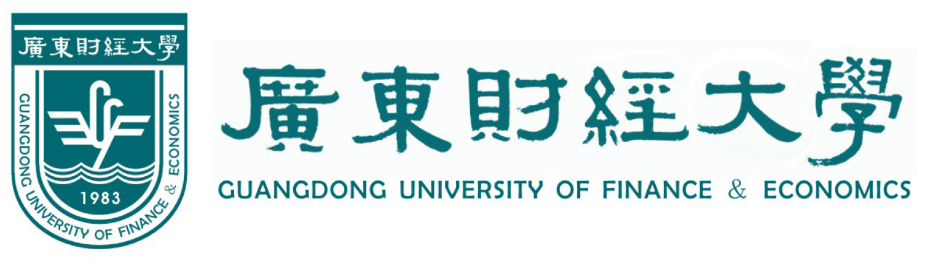 廣東財經大學
GUANGDONG UNIVERSITY OF FINANCE & ECONOMICS
1983
廣東財經大學
GUANGDONG UNIVERSITY OF FINANCE & ECONOMICS